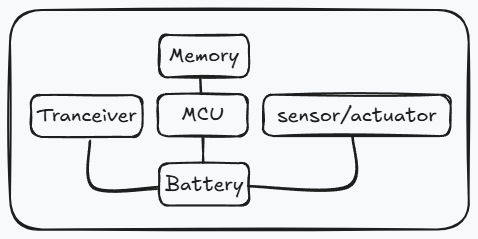 Memory
Tranceiver
MCU
sensor/actuator
Battery